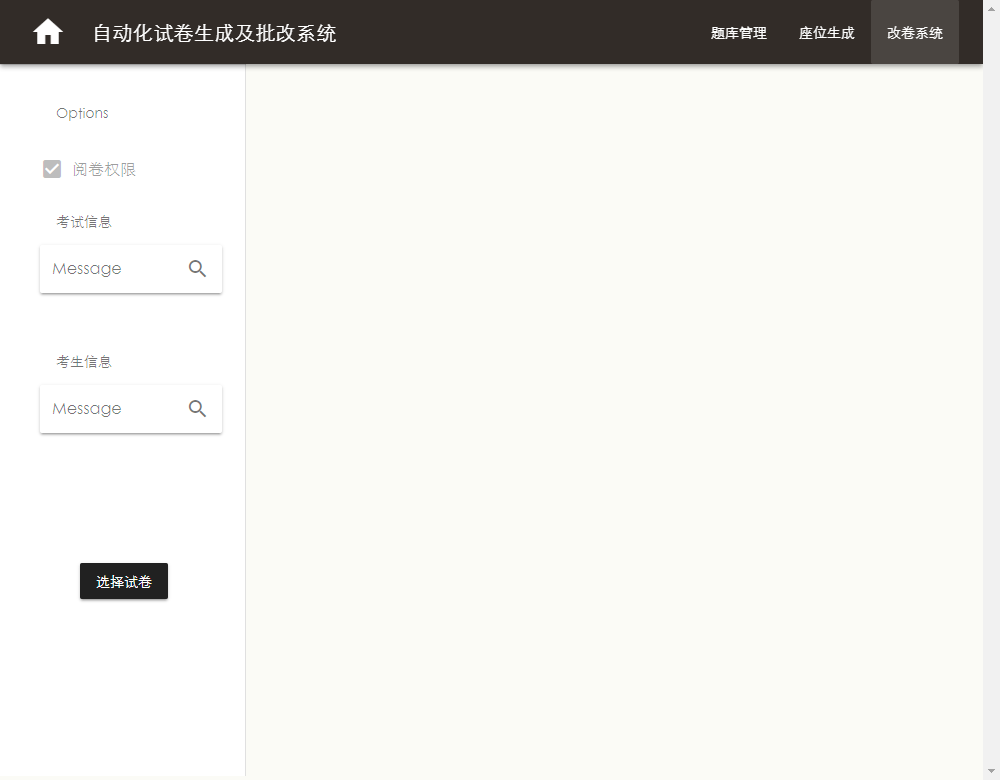 自动化试卷生成及批改系统
题库管理
座位生成
改卷系统
Options
阅卷权限
考试信息
Message
考生信息
Message
选择试卷